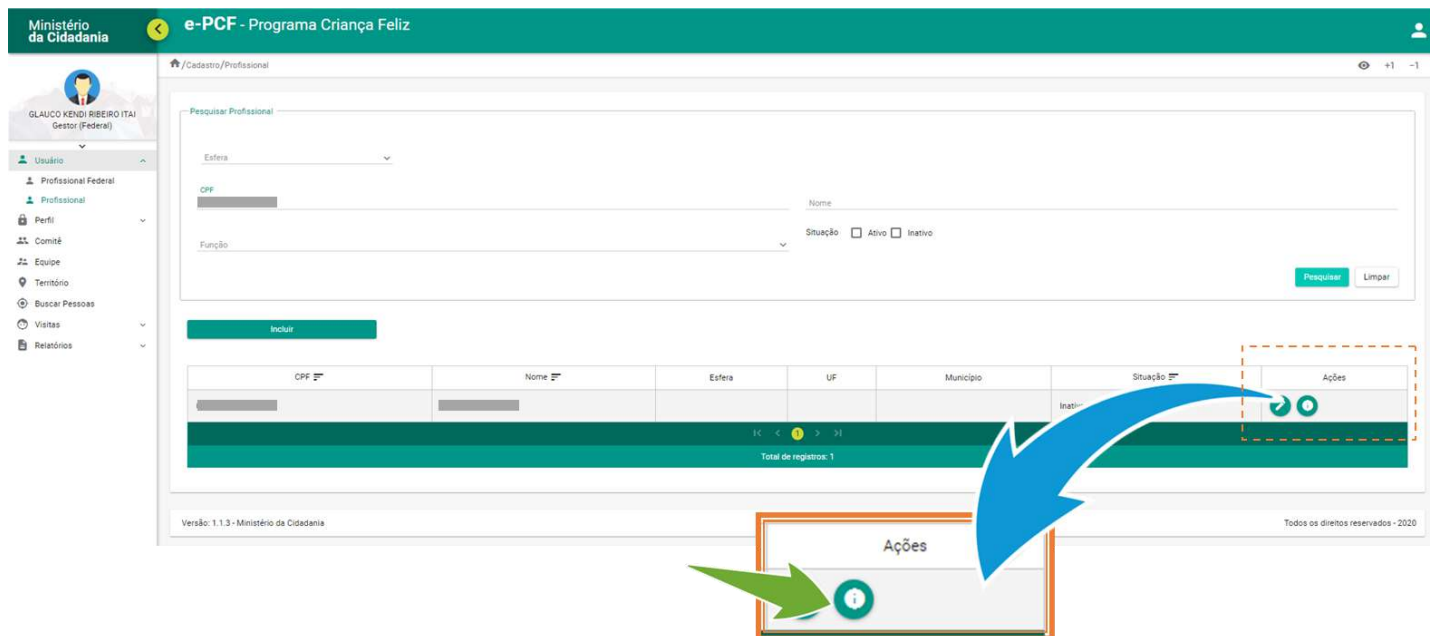 Ministério
da Cidadania
e-PCF - Programa Criança Feliz
/Cadastro/Profissional
+1 -1
GLAUCO KENDI RIBEIRO ITAI
Gestor (Federal)
Usuário
Profissional Federal
Profissional
Perfil
Comitê
Equipe
Território
Buscar Pessoas
Visitas
Relatórios
Pesquisar Profissional
Esfera
CPF
Nome
Função
Situação Ativo Inativo
Pesquisar Limpar
Incluir
CPF Nome Esfera UF Município Situação Ações
1
Total de registros: 1
Versão: 1.1.3 - Ministério da Cidadania
Todos os direitos reservados - 2020
Ações